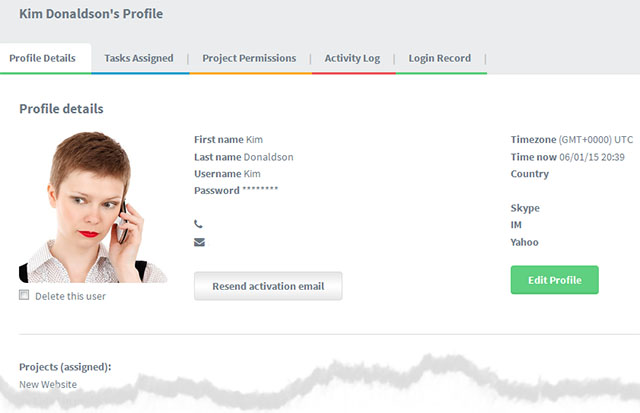 Kim Donaldson's Profile
Profile Details
Tasks Assigned | Project Permissions | Activity Log | Login Record |
Profile details
First name Kim
Last name Donaldson
Username Kim
Password ********
Timezone (GMT+0000) UTC
Time now 06/01/15 20:39
Country
Skype
IM
Yahoo
Resend activation email
Edit Profile
Delete this user
Projects (assigned):
New Website